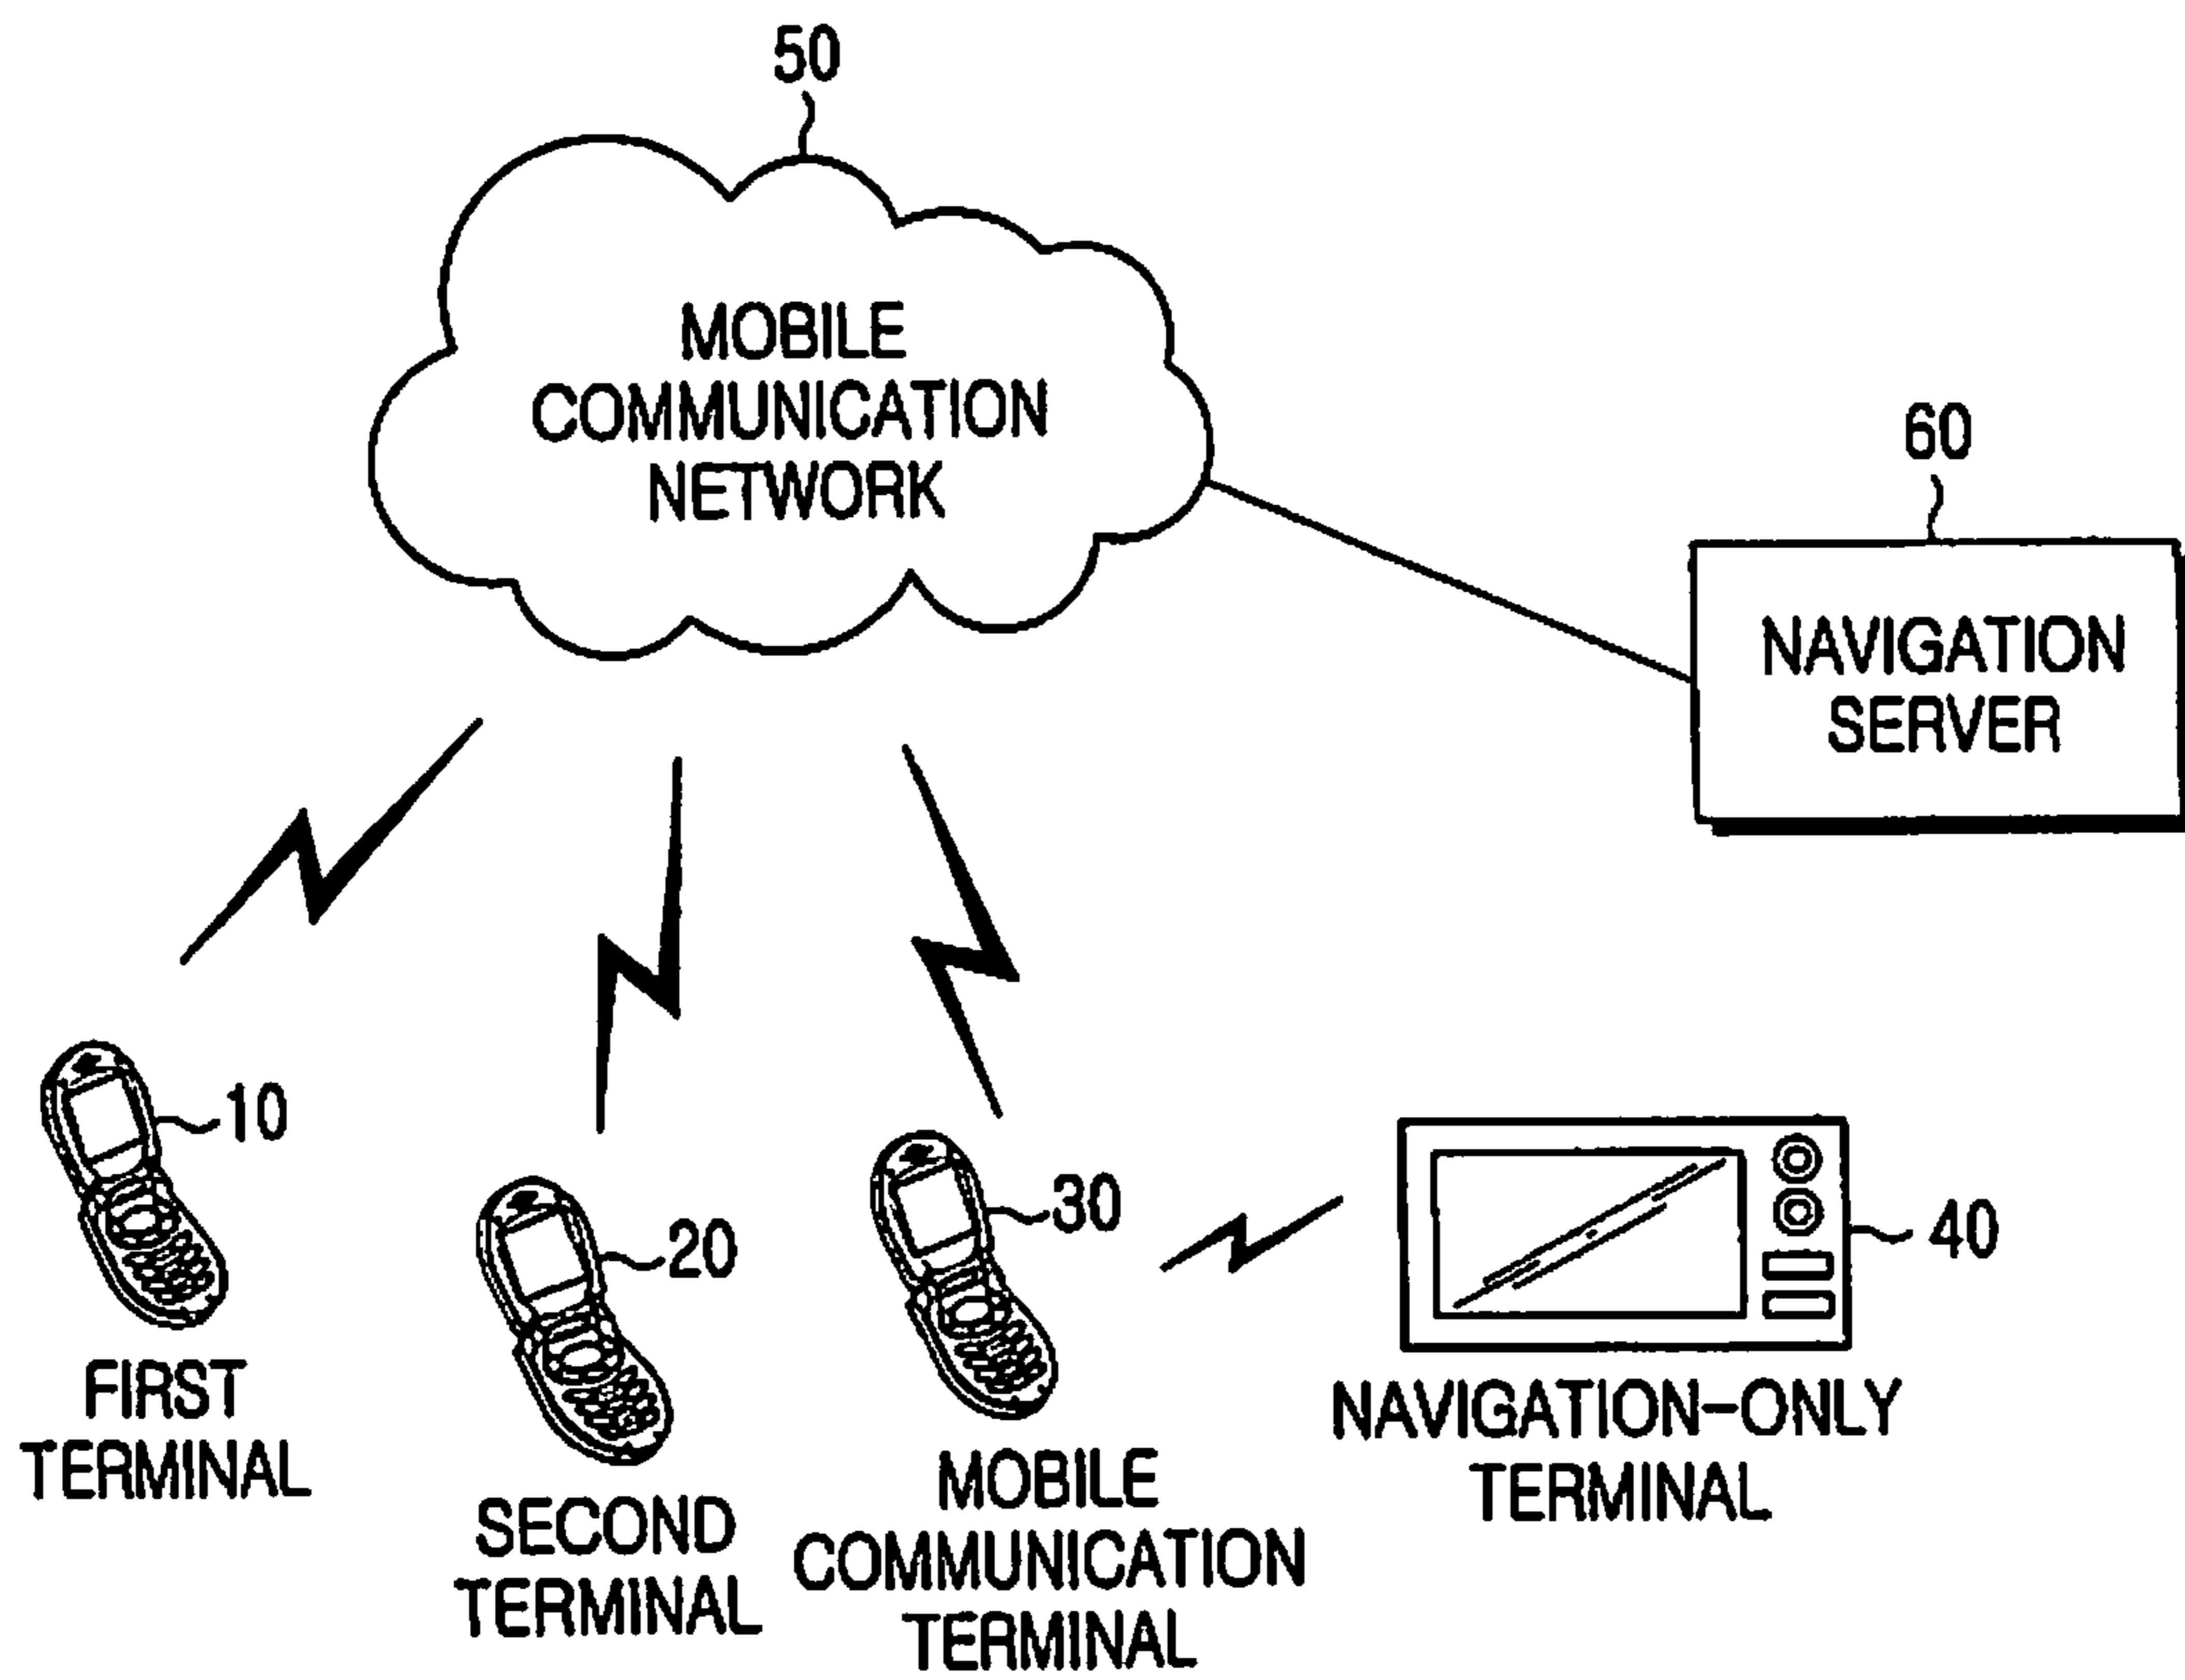 50
MOBILE
COMMUNICATION
NETWORK
60
NAVIGATION
SERVER
10
FIRST
TERMINAL
20
SECOND
TERMINAL
30
MOBILE
COMMUNICATION
TERMINAL
40
NAVIGATION-ONLY
TERMINAL